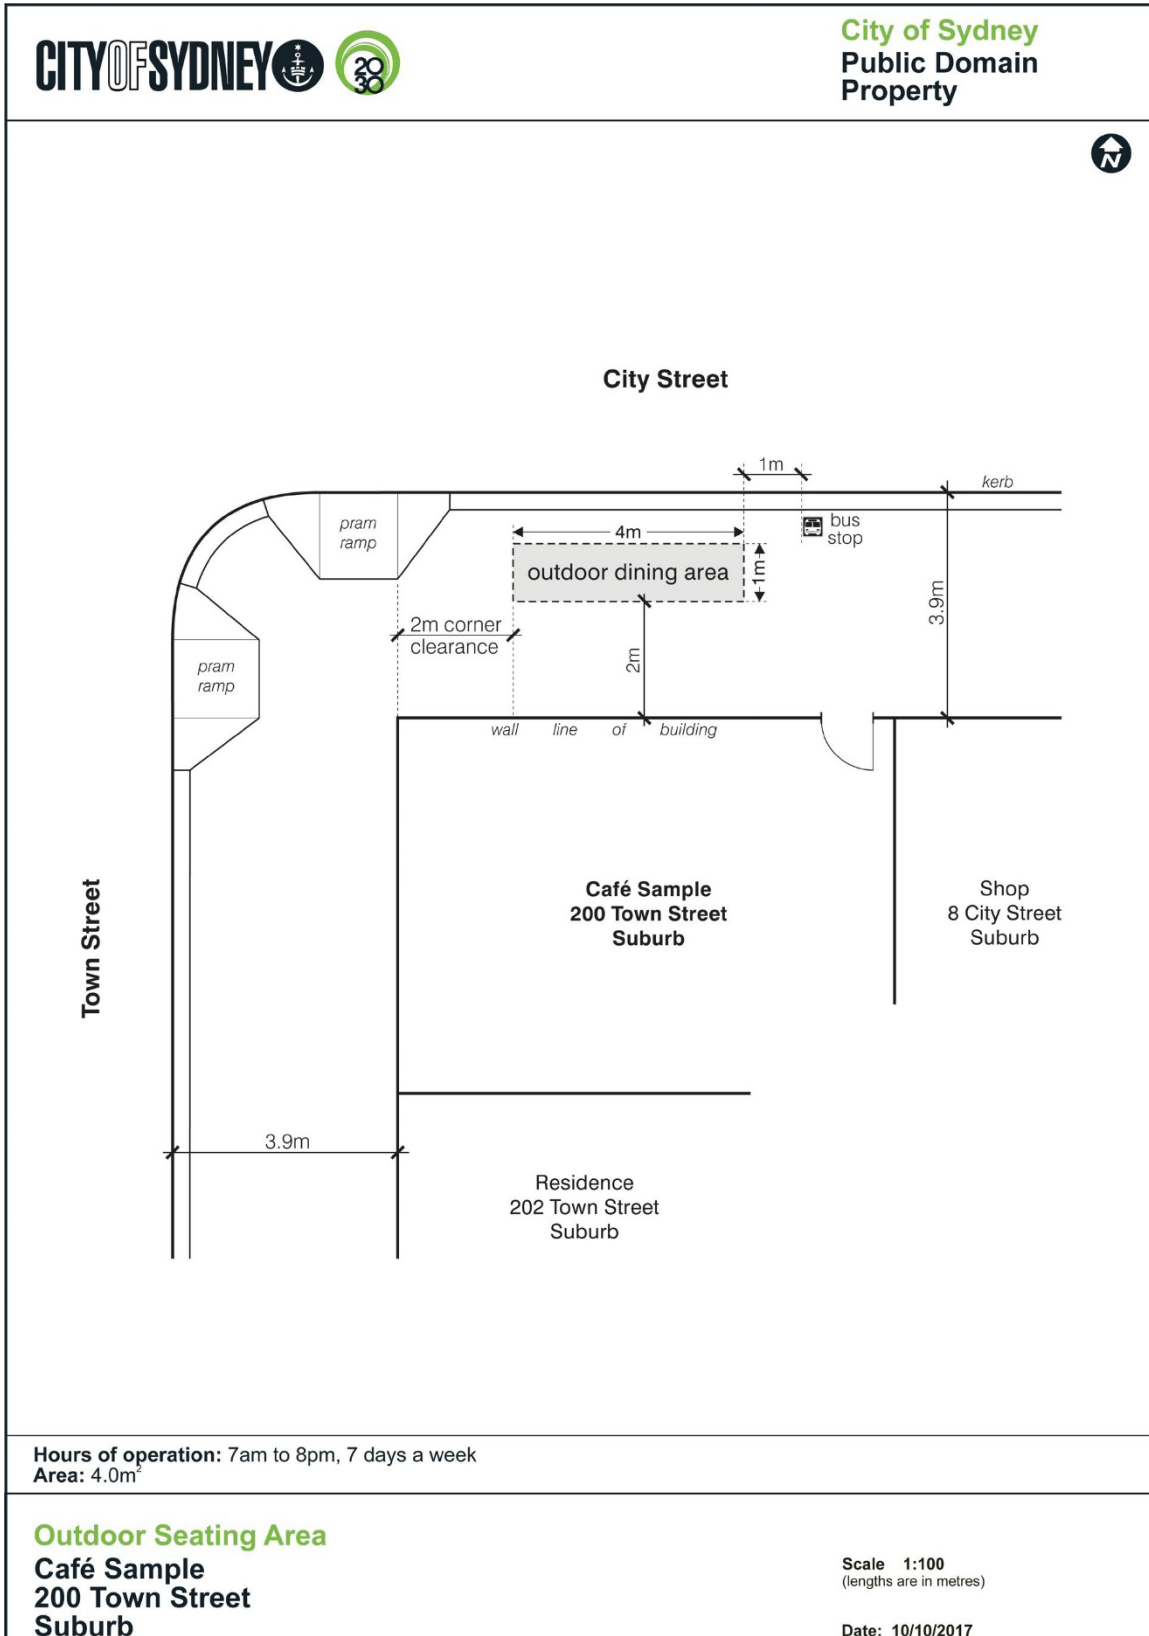 CITYOFSYDNEY
2030
City of Sydney
Public Domain
Property
N
City Street
1m
kerb
pram
ramp
4m
bus
stop
outdoor dining area
1m
3.9m
2m corner
clearance
2m
pram
ramp
wall line of building
Town Street
Café Sample
200 Town Street
Suburb
Shop
8 City Street
Suburb
3.9m
Residence
202 Town Street
Suburb
Hours of operation: 7am to 8pm, 7 days a week
Area: 4.0m²
Outdoor Seating Area
Café Sample
200 Town Street
Suburb
Scale 1:100
(lengths are in metres)
Date: 10/10/2017